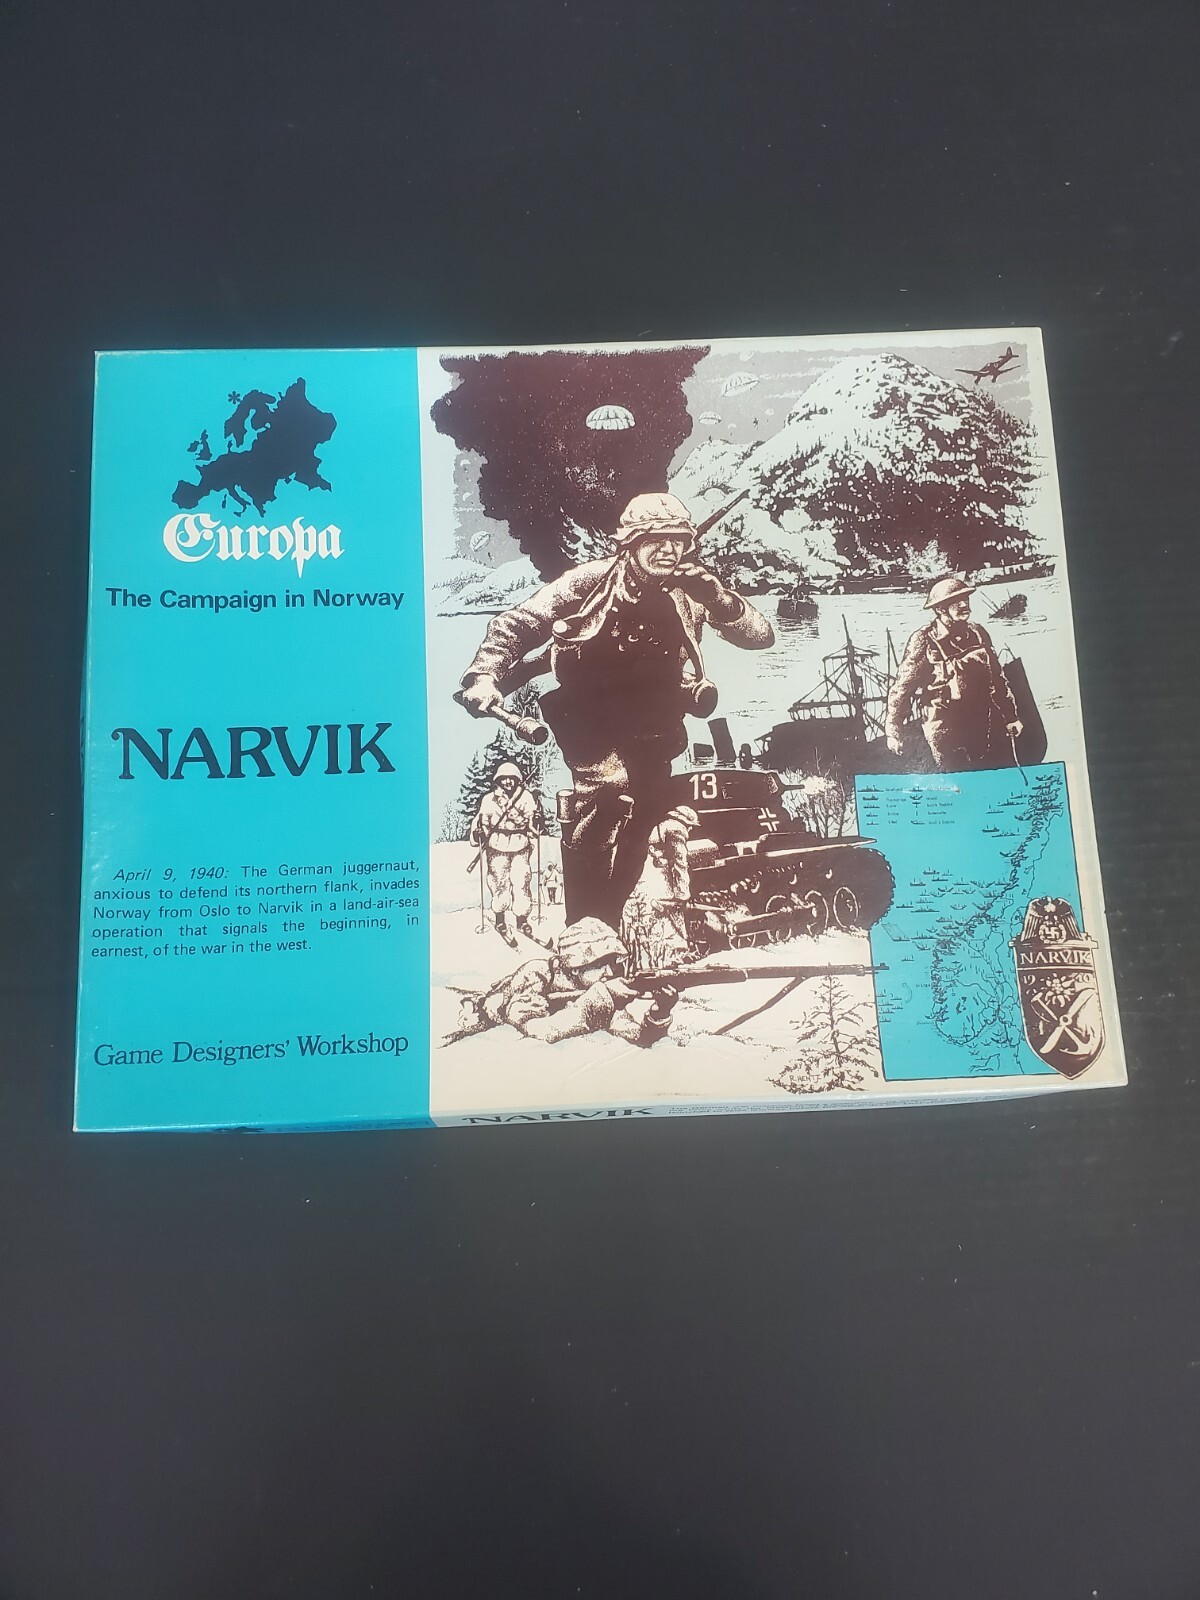 Europa
The Campaign in Norway
NARVIK
April 9, 1940: The German juggernaut,
anxious to defend its northern flank, invades
Norway from Oslo to Narvik in a land-air-sea
operation that signals the beginning, in
earnest, of the war in the west.
Game Designers' Workshop
13
NARVIK
1940
R. HENTZ
NARVIK